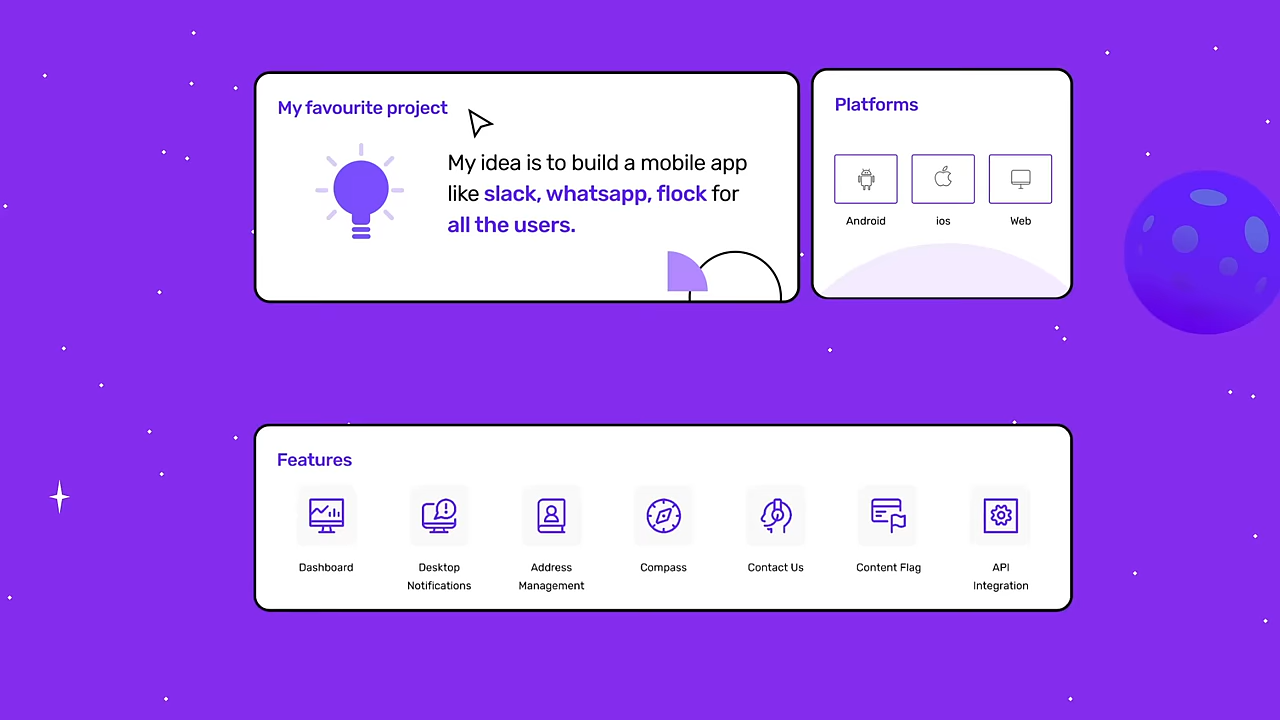 My favourite project
My idea is to build a mobile app
like slack, whatsapp, flock for
all the users.
Platforms
Android
ios
Web
Features
Dashboard
Desktop
Notifications
Address
Management
Compass
Contact Us
Content Flag
API
Integration